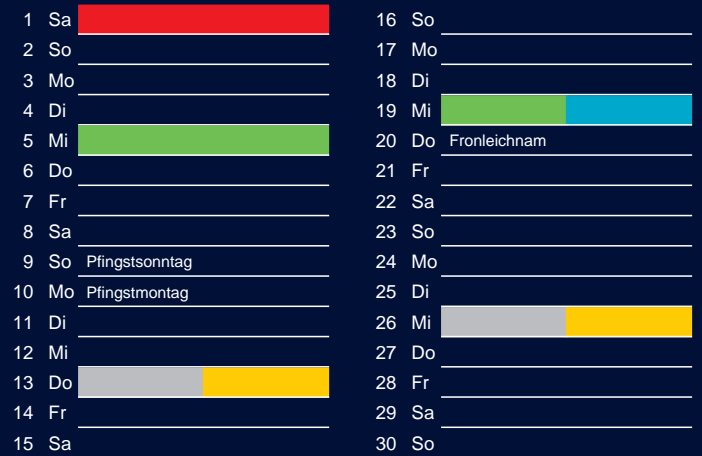 1 Sa
2 So
3 Mo
4 Di
5 Mi
6 Do
7 Fr
8 Sa
9 So Pfingstsonntag
10 Mo Pfingstmontag
11 Di
12 Mi
13 Do
14 Fr
15 Sa
16 So
17 Mo
18 Di
19 Mi
20 Do Fronleichnam
21 Fr
22 Sa
23 So
24 Mo
25 Di
26 Mi
27 Do
28 Fr
29 Sa
30 So